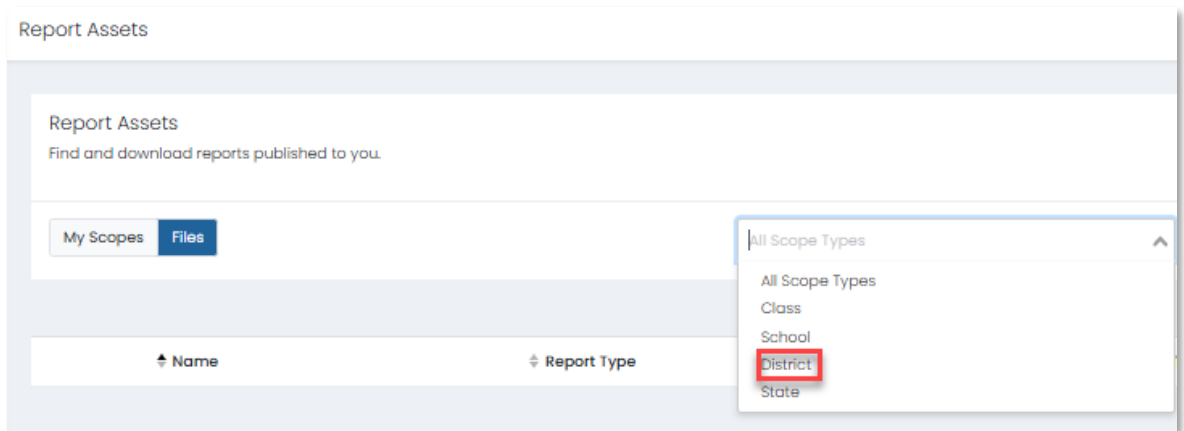 Report Assets
Report Assets
Find and download reports published to you.
My Scopes Files
All Scope Types
All Scope Types
Class
School
District
State
Name Report Type